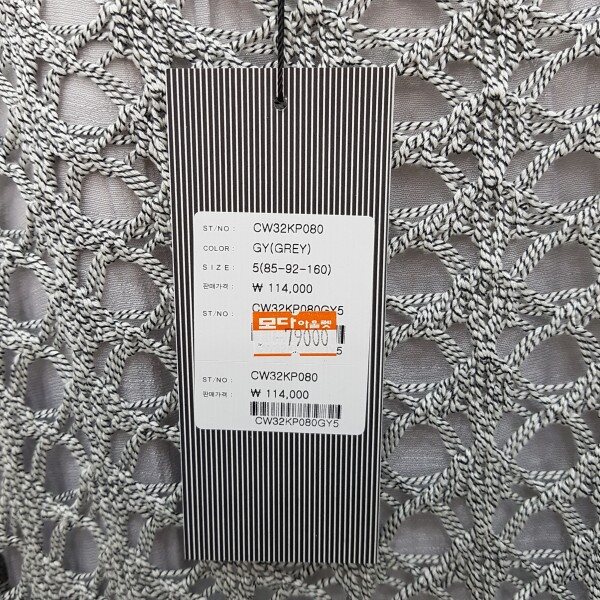 ST/NO : CW32KP080
COLOR : GY(GREY)
SIZE : 5(85-92-160)
판매가격 : ₩ 114,000
ST/NO : CW32KP080GY5
모다아울렛
79000
5
ST/NO : CW32KP080
판매가격 : ₩ 114,000
CW32KP080GY5